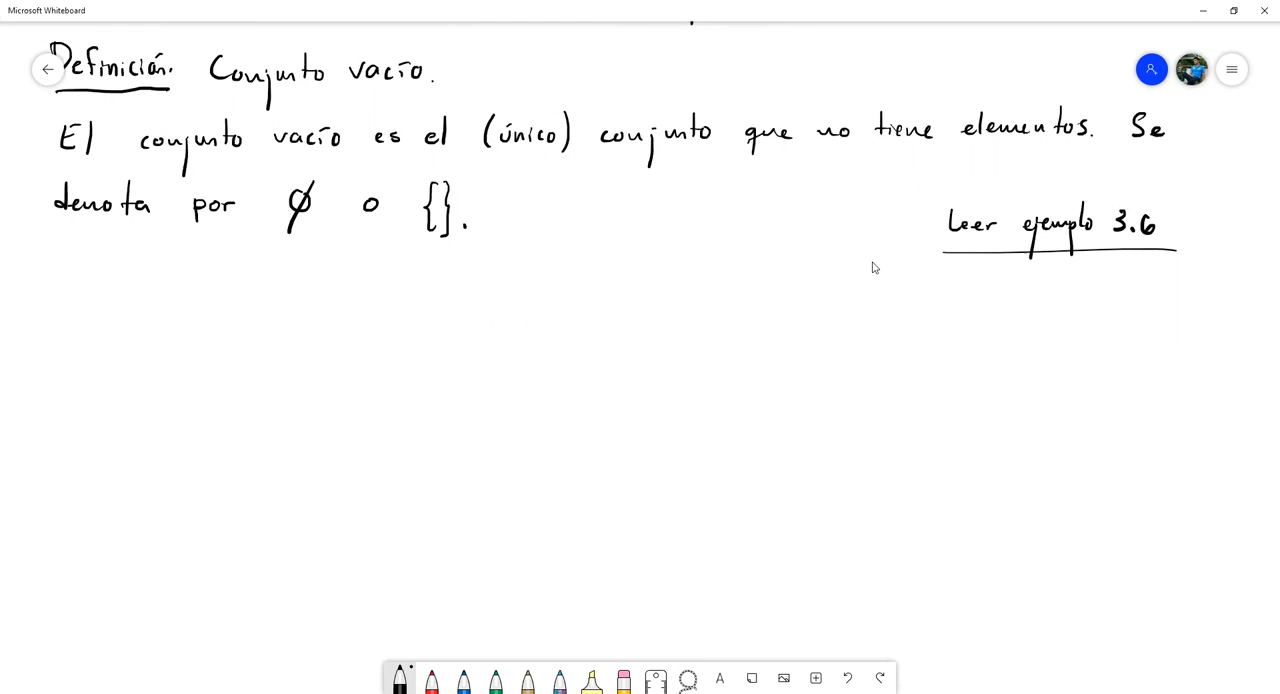 Microsoft Whiteboard
Definición. Conjunto vacío.
El conjunto vacío es el (único) conjunto que no tiene elementos. Se
denota por ∅ o {}.
Leer ejemplo 3.6